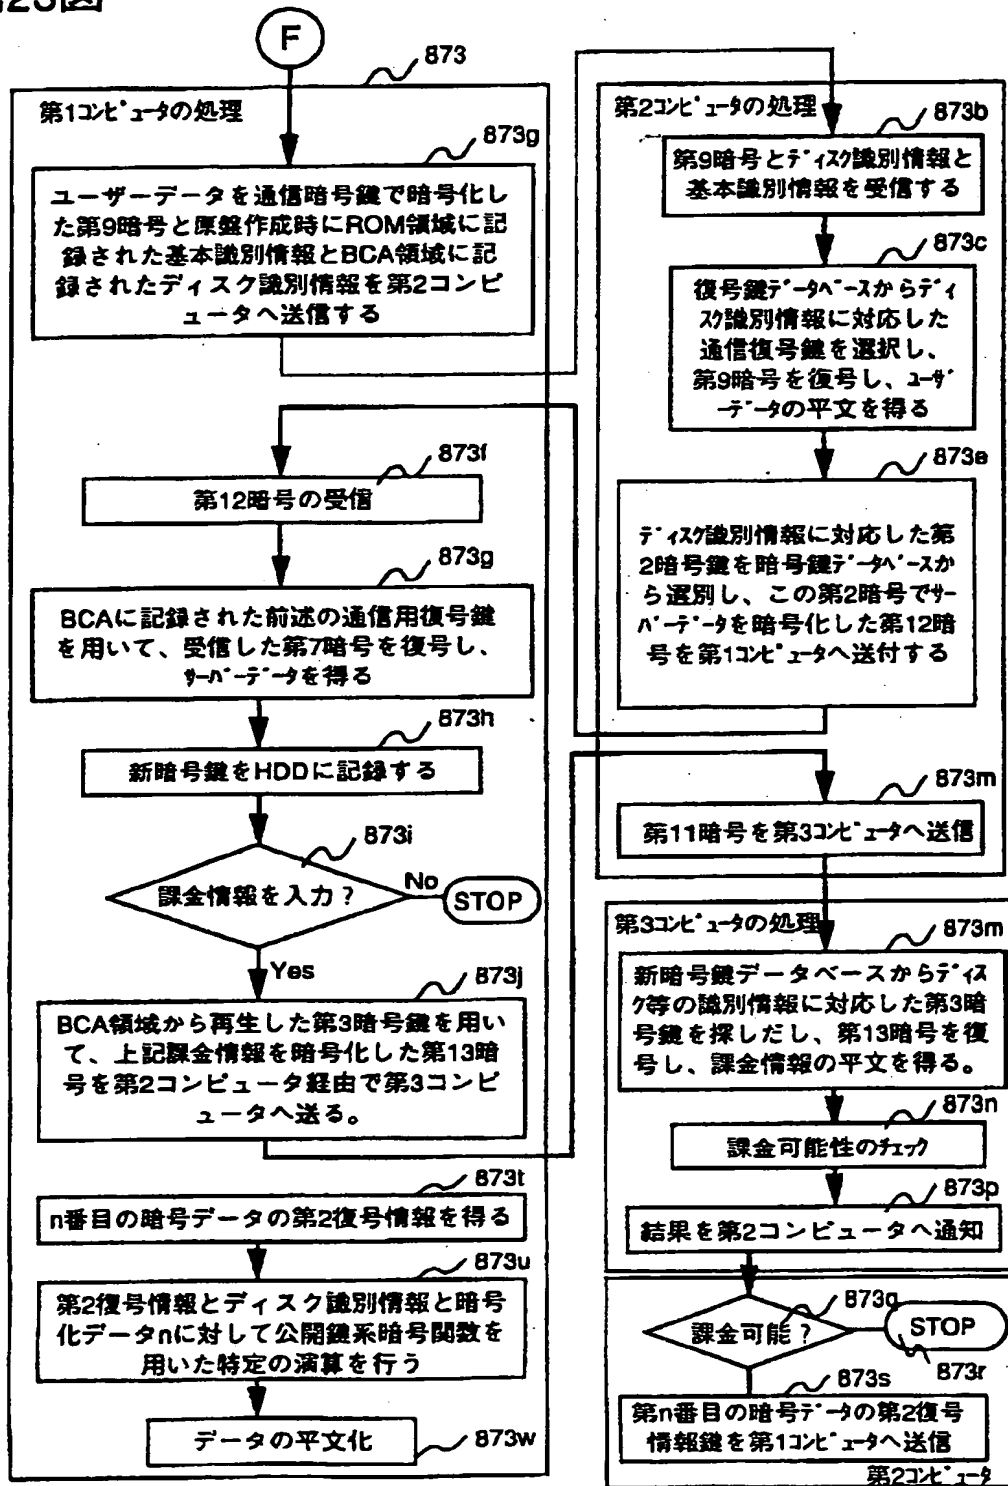 第23図
F
873
第1コンピュータの処理
873g
ユーザーデータを通信暗号鍵で暗号化し
た第9暗号と原盤作成時にROM領域に記
録された基本識別情報とBCA領域に記
録されたディスク識別情報を第2コンピ
ュータへ送信する
873f
第12暗号の受信
873g
BCAに記録された前述の通信用復号鍵
を用いて、受信した第7暗号を復号し、
サーバーデータを得る
873h
新暗号鍵をHDDに記録する
873i
課金情報を入力?
No
STOP
Yes
873j
BCA領域から再生した第3暗号鍵を用い
て、上記課金情報を暗号化した第13暗
号を第2コンピュータ経由で第3コンピ
ュータへ送る。
873t
n番目の暗号データの第2復号情報を得る
873u
第2復号情報とディスク識別情報と暗号
化データnに対して公開鍵系暗号関数を
用いた特定の演算を行う
データの平文化
873w
第2コンピュータの処理
873b
第9暗号とディスク識別情報と
基本識別情報を受信する
873c
復号鍵データベースからディ
スク識別情報に対応した
通信復号鍵を選択し、
第9暗号を復号し、ユーザ
ーデータの平文を得る
873e
ディスク識別情報に対応した第
2暗号鍵を暗号鍵データベースか
ら選別し、この第2暗号でサー
バーデータを暗号化した第12暗
号を第1コンピュータへ送付する
873m
第11暗号を第3コンピュータへ送信
第3コンピュータの処理
873m
新暗号鍵データベースからディス
ク等の識別情報に対応した第3暗
号鍵を探しだし、第13暗号を復
号し、課金情報の平文を得る。
873n
課金可能性のチェック
873p
結果を第2コンピュータへ通知
873q
課金可能?
STOP
873r
873s
第n番目の暗号データの第2復号
情報鍵を第1コンピュータへ送信
第2コンピュータ